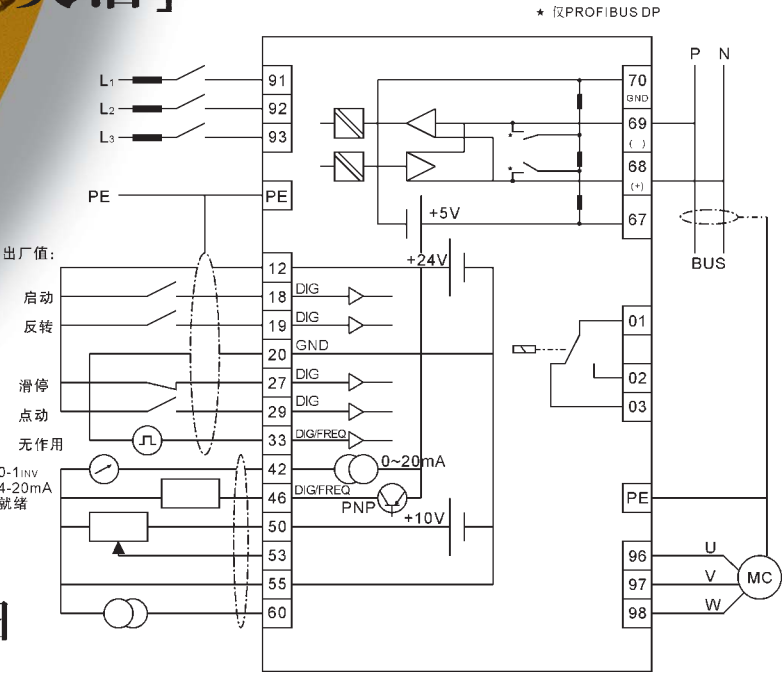 ★ 仅PROFIBUS DP
P N
L1
91
L2
92
L3
93
PE
PE
70
GND
69
(-)
68
(+)
67
+5V
+24V
BUS
出厂值:
12
启动
18 DIG
反转
19 DIG
20 GND
滑停
27 DIG
点动
29 DIG
无作用
33 DIG/FREQ
0-1INV
4-20mA
就绪
42
0~20mA
46 DIG/FREQ
PNP
50
+10V
53
55
60
01
02
03
PE
96 U
97 V
98 W
MC